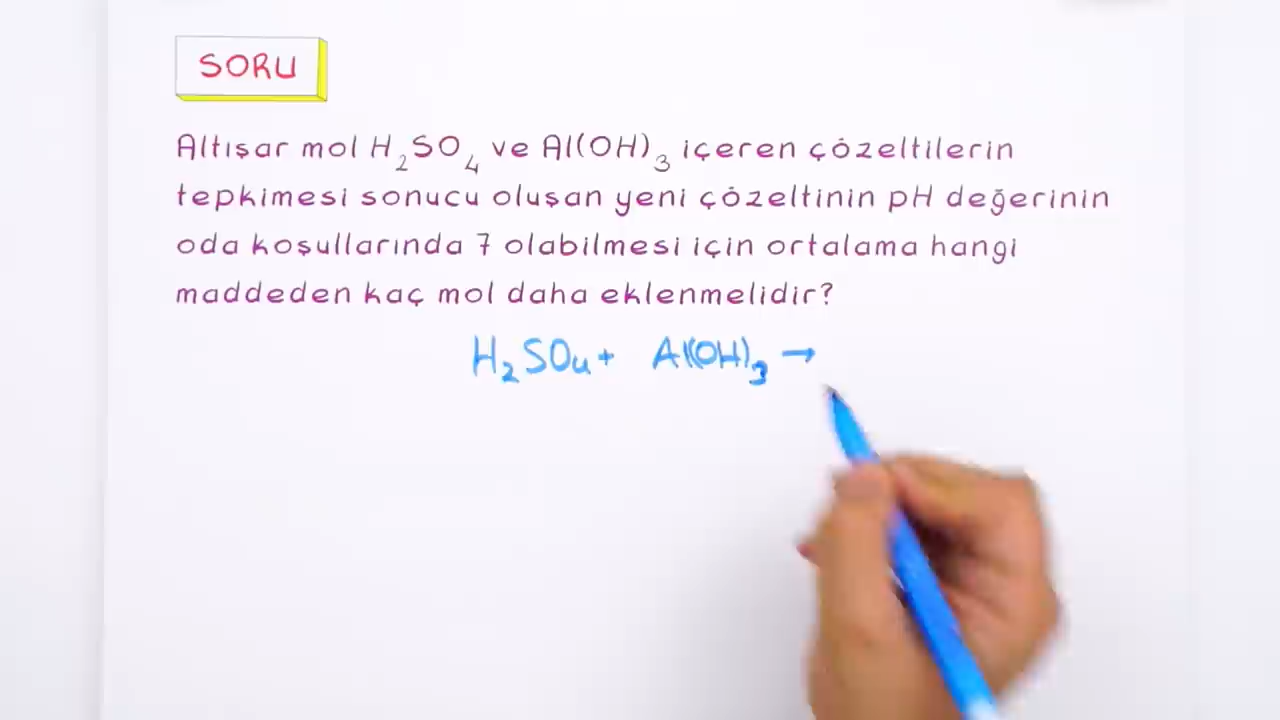 SORU
Altışar mol H₂SO₄ ve Al(OH)₃ içeren çözeltilerin
tepkimesi sonucu oluşan yeni çözeltinin pH değerinin
oda koşullarında 7 olabilmesi için ortalama hangi
maddeden kaç mol daha eklenmelidir?
H₂SO₄ + Al(OH)₃ →